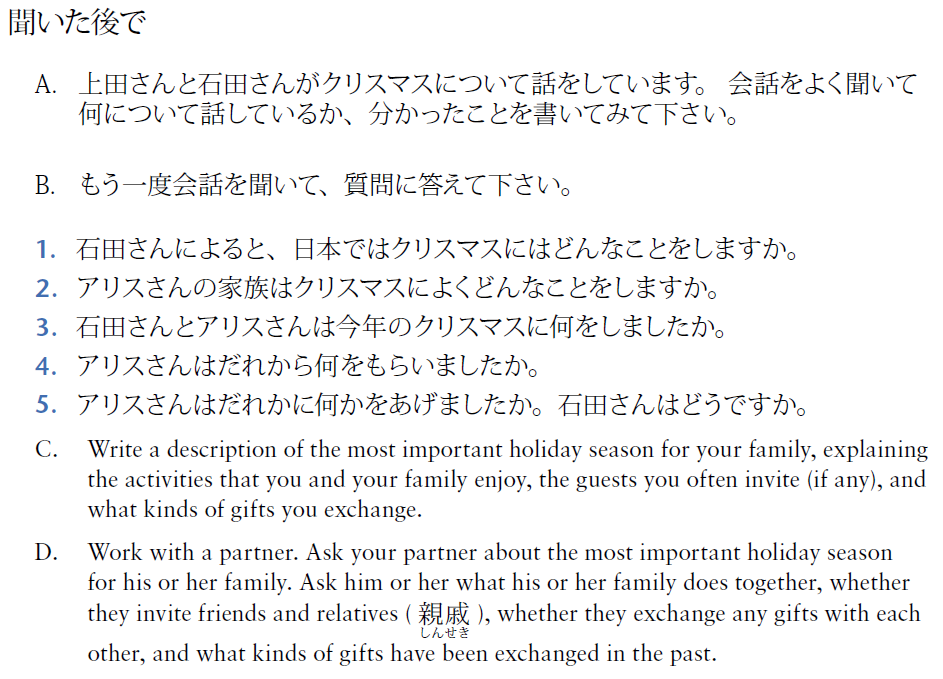 聞いた後で
A. 上田さんと石田さんがクリスマスについて話をしています。 会話をよく聞いて
何について話しているか、分かったことを書いてみて下さい。
B. もう一度会話を聞いて、質問に答えて下さい。
1. 石田さんによると、日本ではクリスマスにはどんなことをしますか。
2. アリスさんの家族はクリスマスによくどんなことをしますか。
3. 石田さんとアリスさんは今年のクリスマスに何をしましたか。
4. アリスさんはだれから何をもらいましたか。
5. アリスさんはだれかに何かをあげましたか。石田さんはどうですか。
C. Write a description of the most important holiday season for your family, explaining
the activities that you and your family enjoy, the guests you often invite (if any), and
what kinds of gifts you exchange.
D. Work with a partner. Ask your partner about the most important holiday season
for his or her family. Ask him or her what his or her family does together, whether
they invite friends and relatives ( 親戚 ), whether they exchange any gifts with each
しんせき
other, and what kinds of gifts have been exchanged in the past.